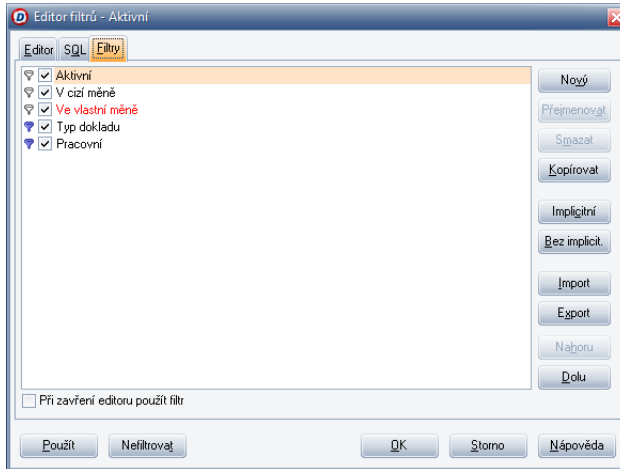 Editor filtrů - Aktivní
Editor SQL Filtry
Aktivní
V cizí měně
Ve vlastní měně
Typ dokladu
Pracovní
Nový
Přejmenovat
Smazat
Kopírovat
Implicitní
Bez implicit.
Import
Export
Nahoru
Dolu
Při zavření editoru použít filtr
Použít Nefiltrovat OK Storno Nápověda